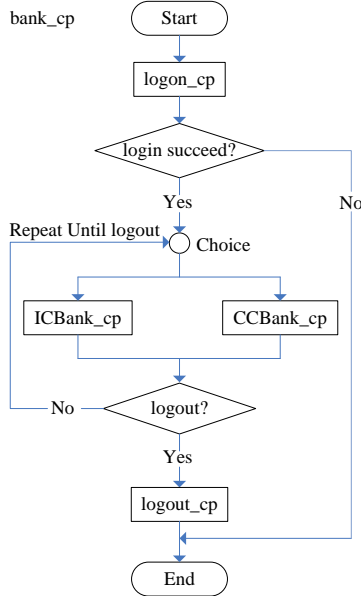 bank_cp
Start
logon_cp
login succeed?
Yes
No
Repeat Until logout
Choice
ICBank_cp
CCBank_cp
No
logout?
Yes
logout_cp
End